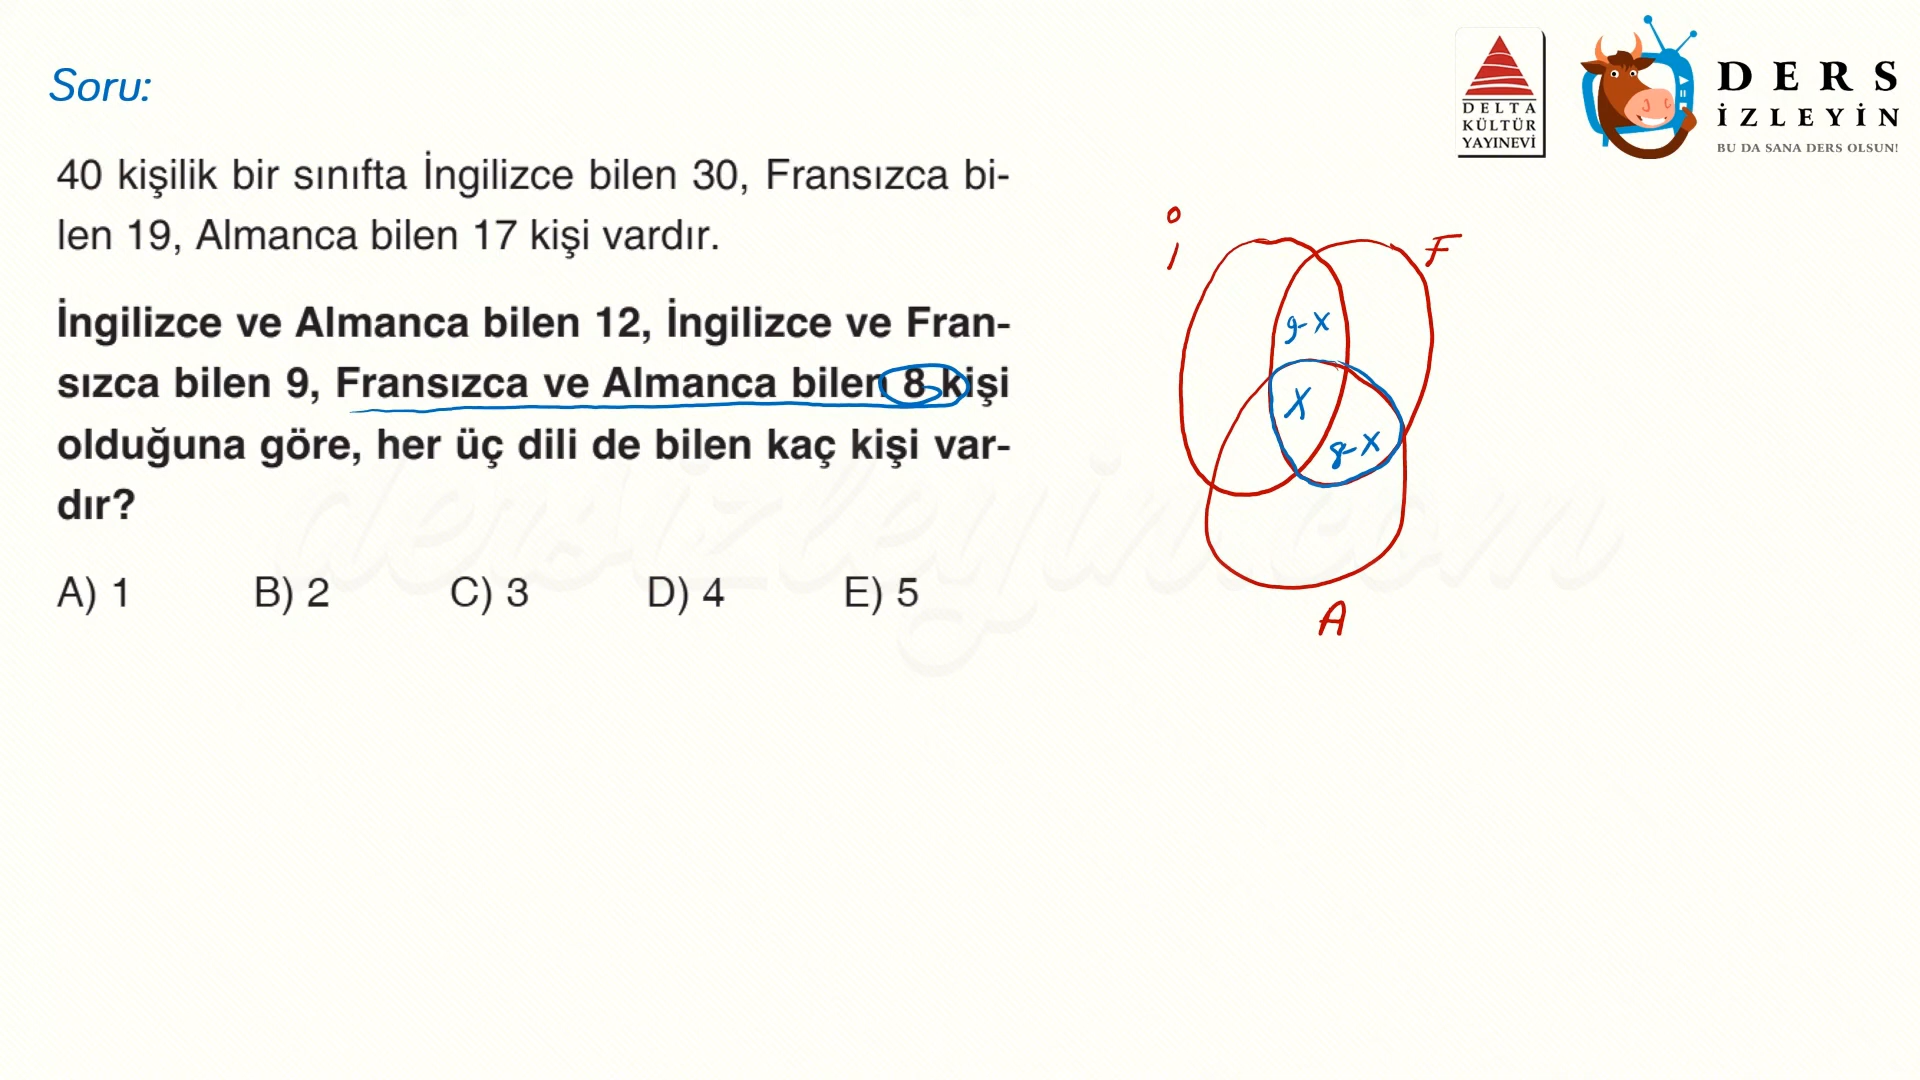 Soru:
40 kişilik bir sınıfta İngilizce bilen 30, Fransızca bi-
len 19, Almanca bilen 17 kişi vardır.
İngilizce ve Almanca bilen 12, İngilizce ve Fran-
sızca bilen 9, Fransızca ve Almanca bilen 8 kişi
olduğuna göre, her üç dili de bilen kaç kişi var-
dır?
A) 1 B) 2 C) 3 D) 4 E) 5
DELTA
KÜLTÜR
YAYINEVİ
DERS
İZLEYİN
BU DA SANA DERS OLSUN!
İ
F
9-X
X
8-X
A
dersizleyin.com